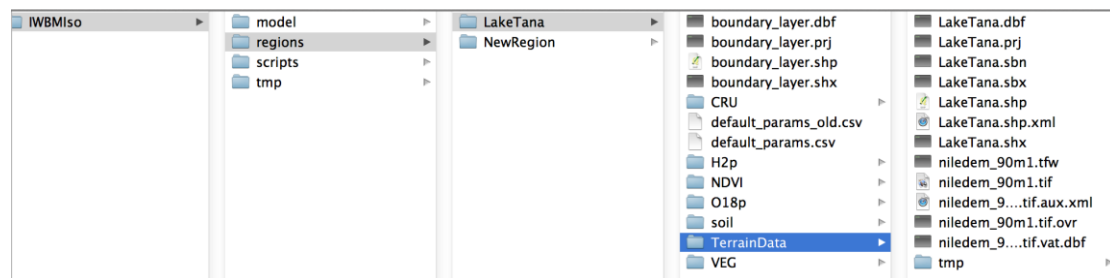 IWBMIso
model
regions
scripts
tmp
LakeTana
NewRegion
boundary_layer.dbf
boundary_layer.prj
boundary_layer.shp
boundary_layer.shx
CRU
default_params_old.csv
default_params.csv
H2p
NDVI
O18p
soil
TerrainData
VEG
LakeTana.dbf
LakeTana.prj
LakeTana.sbn
LakeTana.sbx
LakeTana.shp
LakeTana.shp.xml
LakeTana.shx
niledem_90m1.tfw
niledem_90m1.tif
niledem_9....tif.aux.xml
niledem_90m1.tif.ovr
niledem_9...tif.vat.dbf
tmp